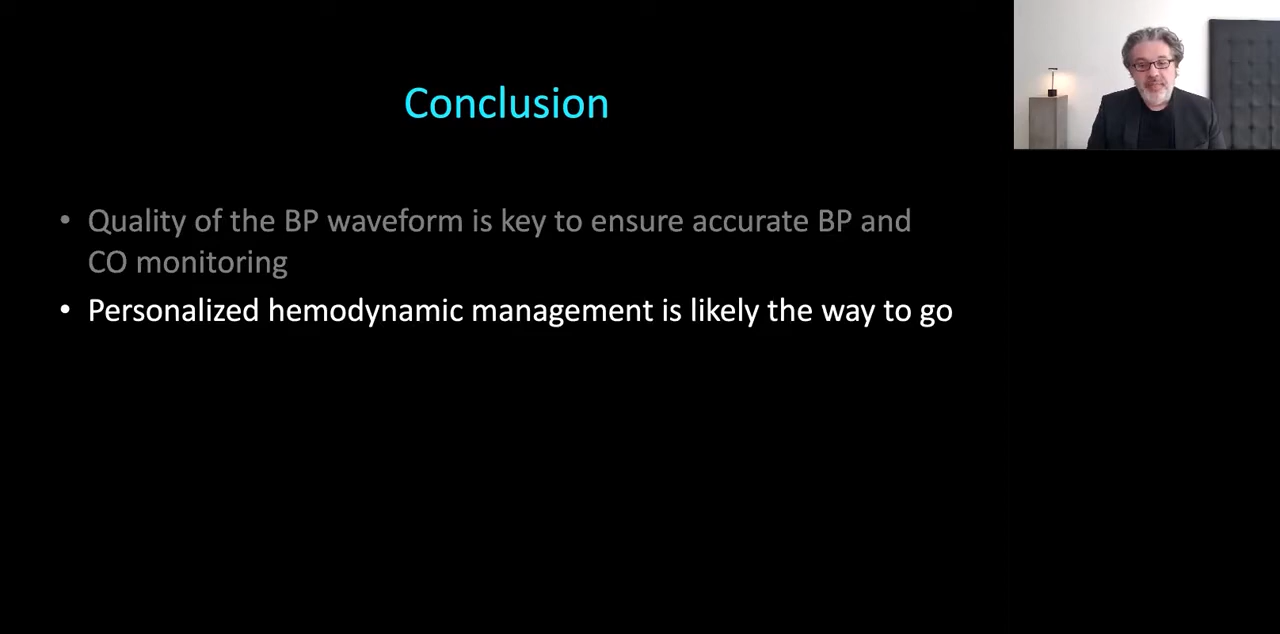 Conclusion
• Quality of the BP waveform is key to ensure accurate BP and
CO monitoring
• Personalized hemodynamic management is likely the way to go